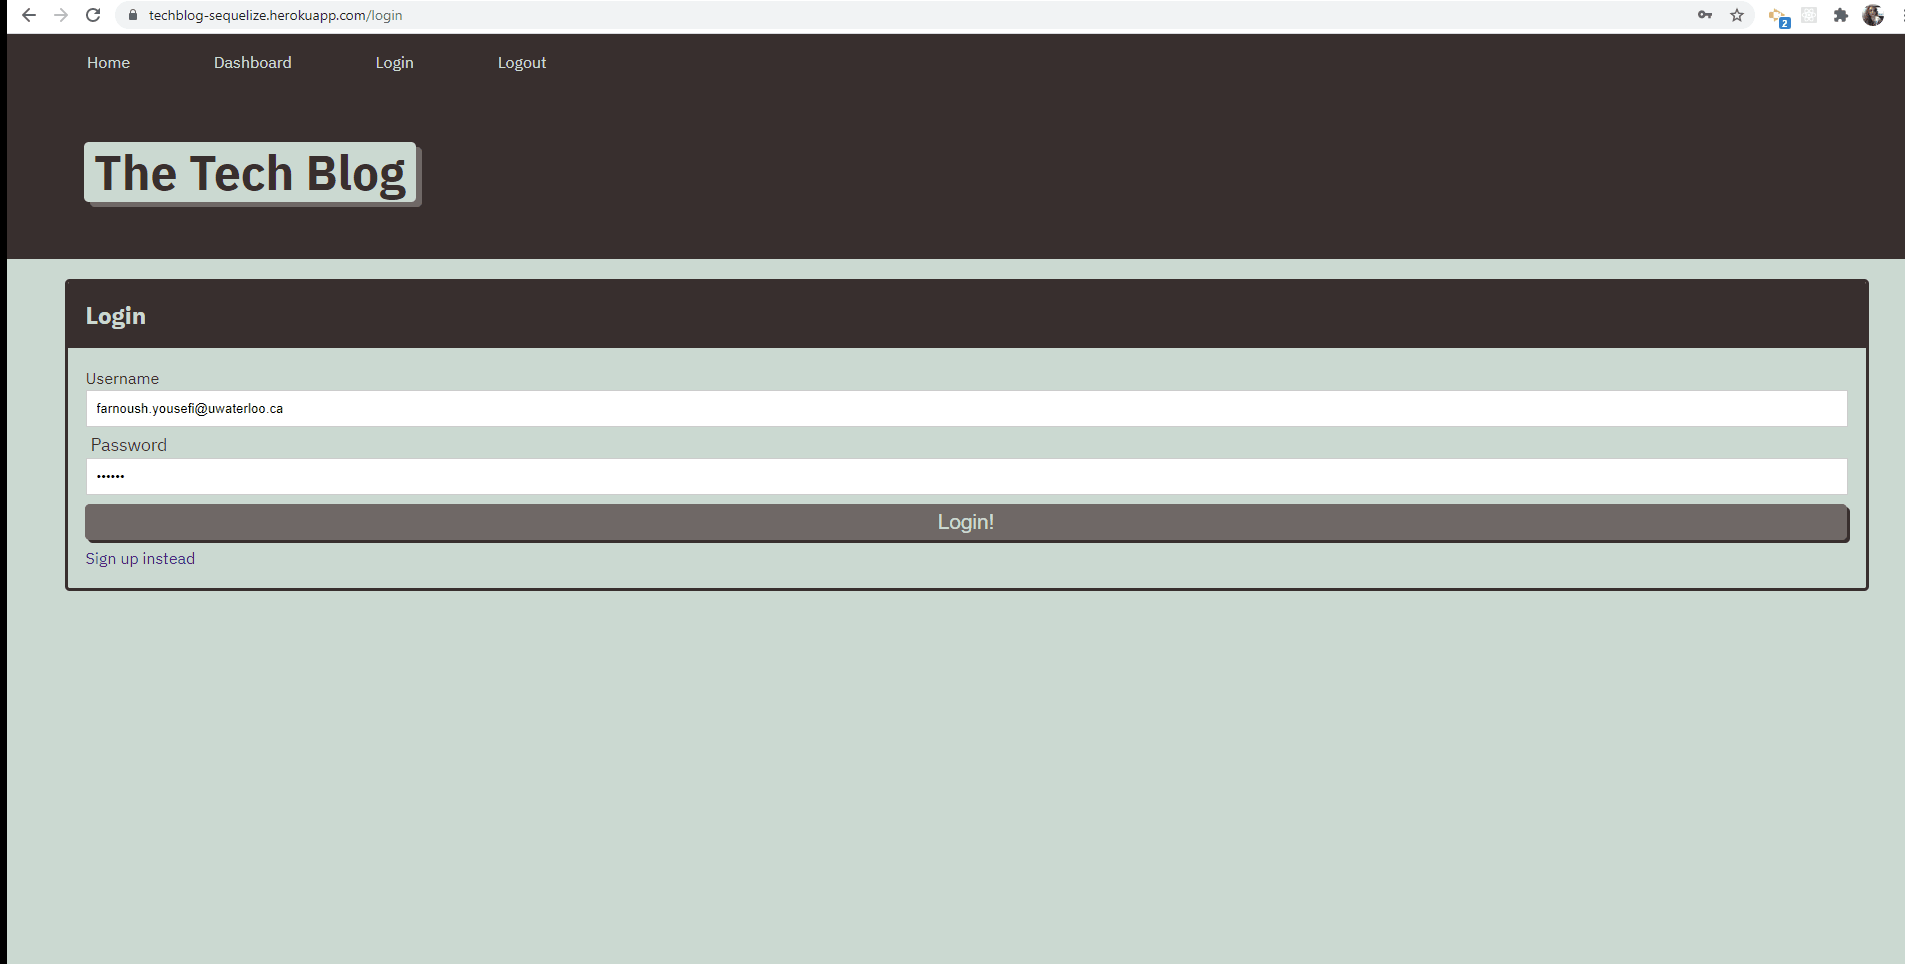 techblog-sequelize.herokuapp.com/login
2
Home Dashboard Login Logout
The Tech Blog
Login
Username
farnoush.yousefi@uwaterloo.ca
Password
••••••
Login!
Sign up instead